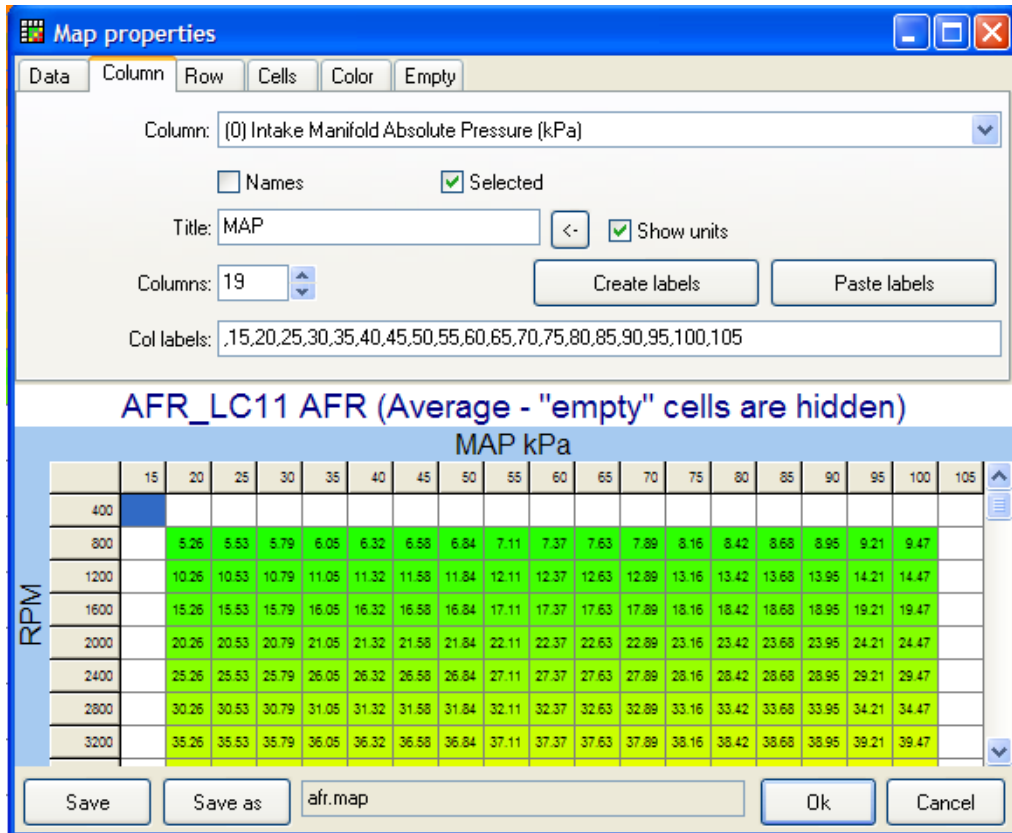 Map properties
Data Column Row Cells Color Empty
Column: (0) Intake Manifold Absolute Pressure (kPa)
Names Selected
Title: MAP <- Show units
Columns: 19 Create labels Paste labels
Col labels: ,15,20,25,30,35,40,45,50,55,60,65,70,75,80,85,90,95,100,105
AFR_LC11 AFR (Average - "empty" cells are hidden)
MAP kPa
15 20 25 30 35 40 45 50 55 60 65 70 75 80 85 90 95 100 105
RPM
400
800 5.26 5.53 5.79 6.05 6.32 6.58 6.84 7.11 7.37 7.63 7.89 8.16 8.42 8.68 8.95 9.21 9.47
1200 10.26 10.53 10.79 11.05 11.32 11.58 11.84 12.11 12.37 12.63 12.89 13.16 13.42 13.68 13.95 14.21 14.47
1600 15.26 15.53 15.79 16.05 16.32 16.58 16.84 17.11 17.37 17.63 17.89 18.16 18.42 18.68 18.95 19.21 19.47
2000 20.26 20.53 20.79 21.05 21.32 21.58 21.84 22.11 22.37 22.63 22.89 23.16 23.42 23.68 23.95 24.21 24.47
2400 25.26 25.53 25.79 26.05 26.32 26.58 26.84 27.11 27.37 27.63 27.89 28.16 28.42 28.68 28.95 29.21 29.47
2800 30.26 30.53 30.79 31.05 31.32 31.58 31.84 32.11 32.37 32.63 32.89 33.16 33.42 33.68 33.95 34.21 34.47
3200 35.26 35.53 35.79 36.05 36.32 36.58 36.84 37.11 37.37 37.63 37.89 38.16 38.42 38.68 38.95 39.21 39.47
Save Save as afr.map Ok Cancel